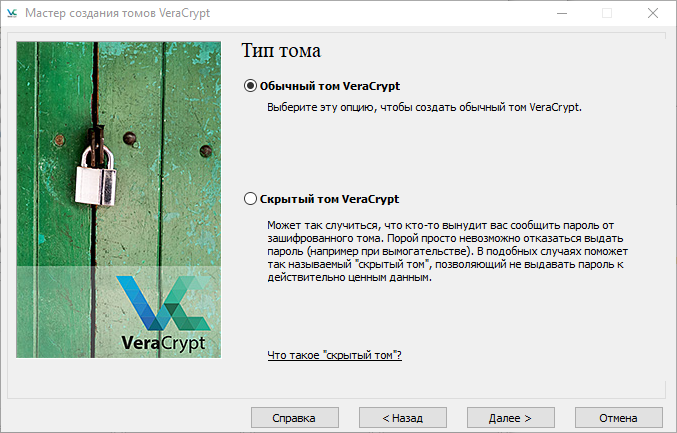 Мастер создания томов VeraCrypt
Тип тома
Обычный том VeraCrypt
Выберите эту опцию, чтобы создать обычный том VeraCrypt.
Скрытый том VeraCrypt
Может так случиться, что кто-то вынудит вас сообщить пароль от
зашифрованного тома. Порой просто невозможно отказаться выдать
пароль (например при вымогательстве). В подобных случаях поможет
так называемый "скрытый том", позволяющий не выдавать пароль к
действительно ценным данным.
VeraCrypt
Что такое "скрытый том"?
Справка
< Назад
Далее >
Отмена